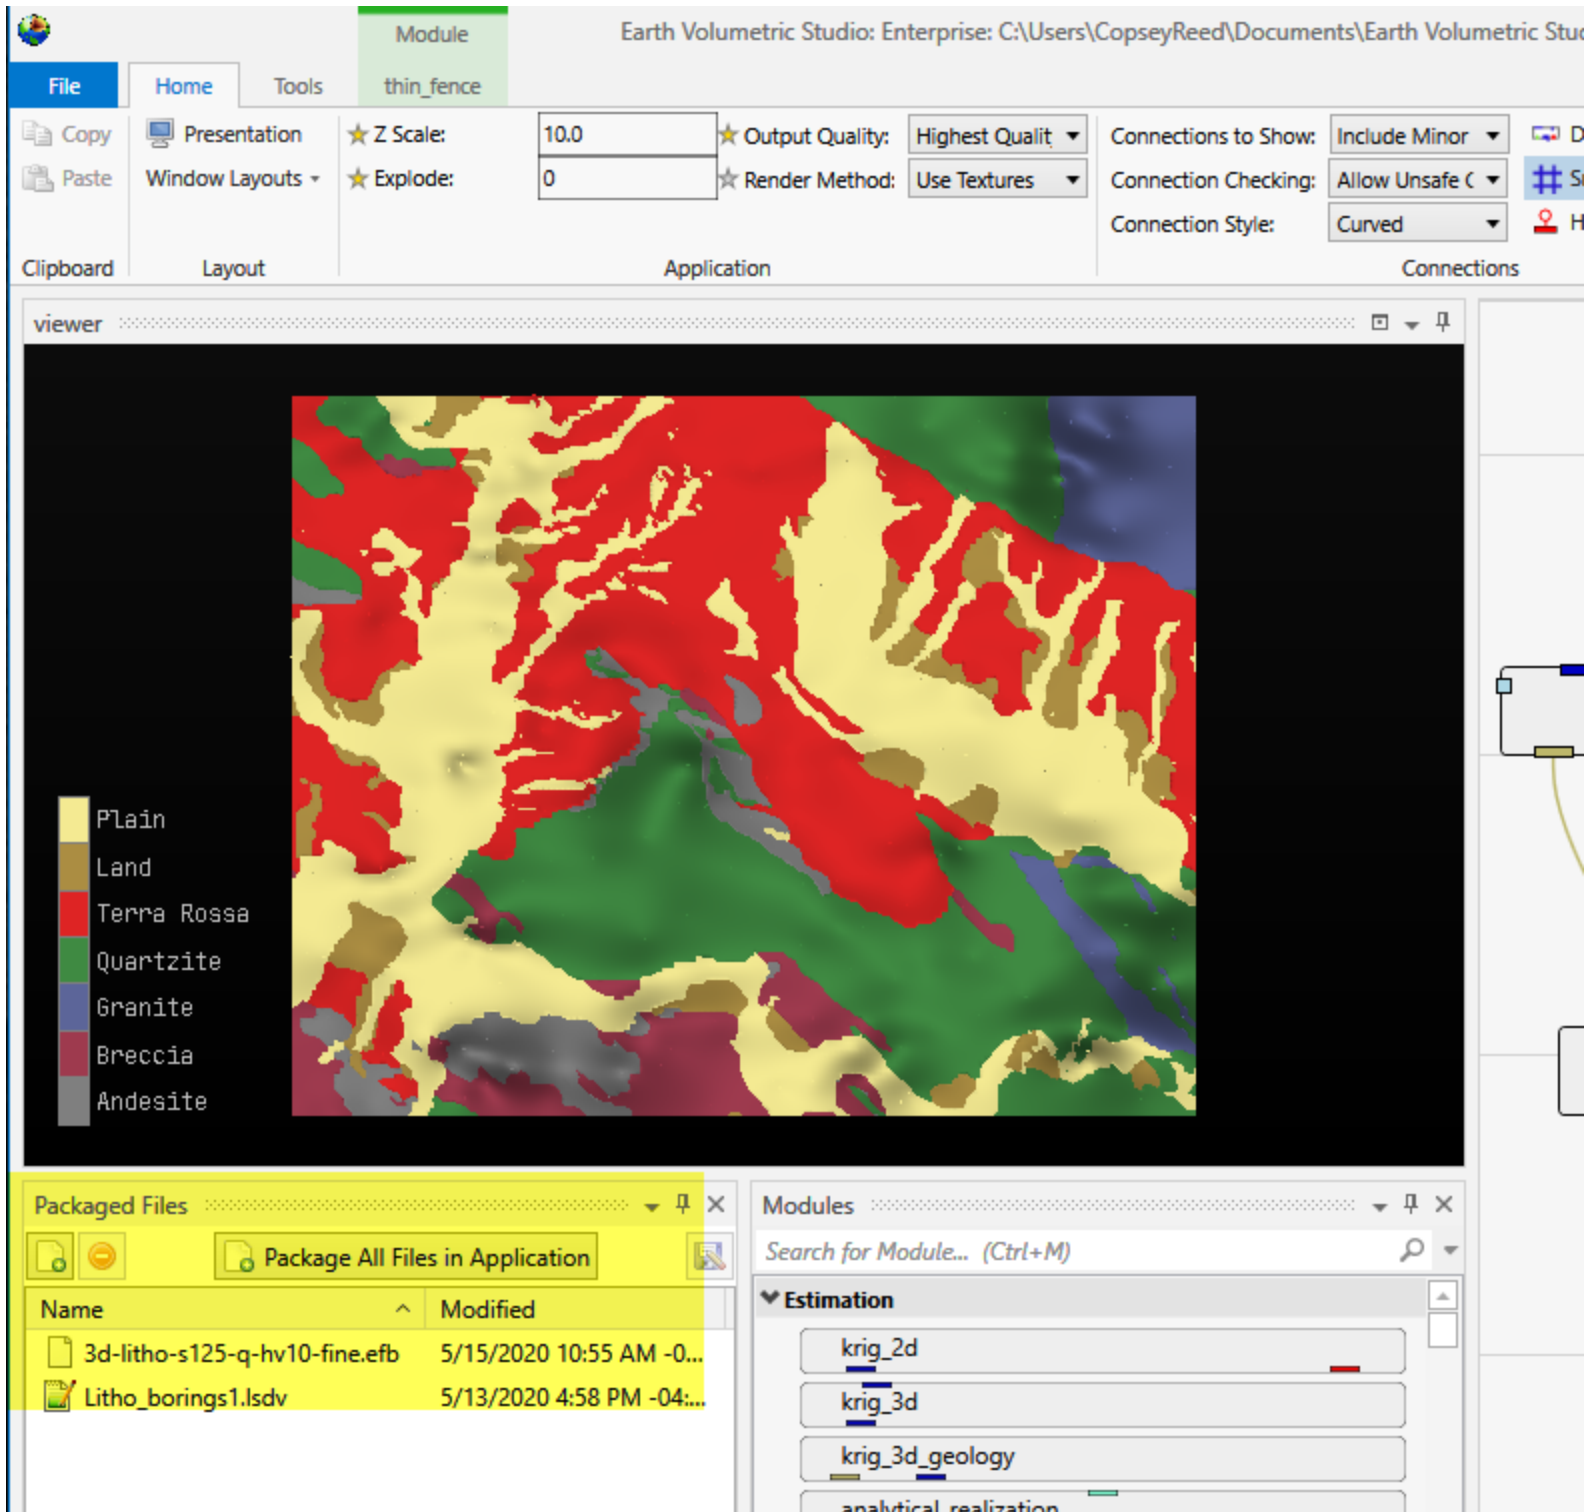 Module
Earth Volumetric Studio: Enterprise: C:\Users\CopseyReed\Documents\Earth Volumetric
File
Home
Tools
thin_fence
Copy
Presentation
Z Scale:
10.0
Output Quality:
Highest Qualit
Connections to Show:
Include Minor
Paste
Window Layouts
Explode:
0
Render Method:
Use Textures
Connection Checking:
Allow Unsafe
Connection Style:
Curved
Clipboard
Layout
Application
Connections
viewer
Plain
Land
Terra Rossa
Quartzite
Granite
Breccia
Andesite
Packaged Files
Package All Files in Application
Name
Modified
3d-litho-s125-q-hv10-fine.efb
5/15/2020 10:55 AM -0...
Litho_borings1.lsdv
5/13/2020 4:58 PM -04:...
Modules
Search for Module... (Ctrl+M)
Estimation
krig_2d
krig_3d
krig_3d_geology
analytical_realization